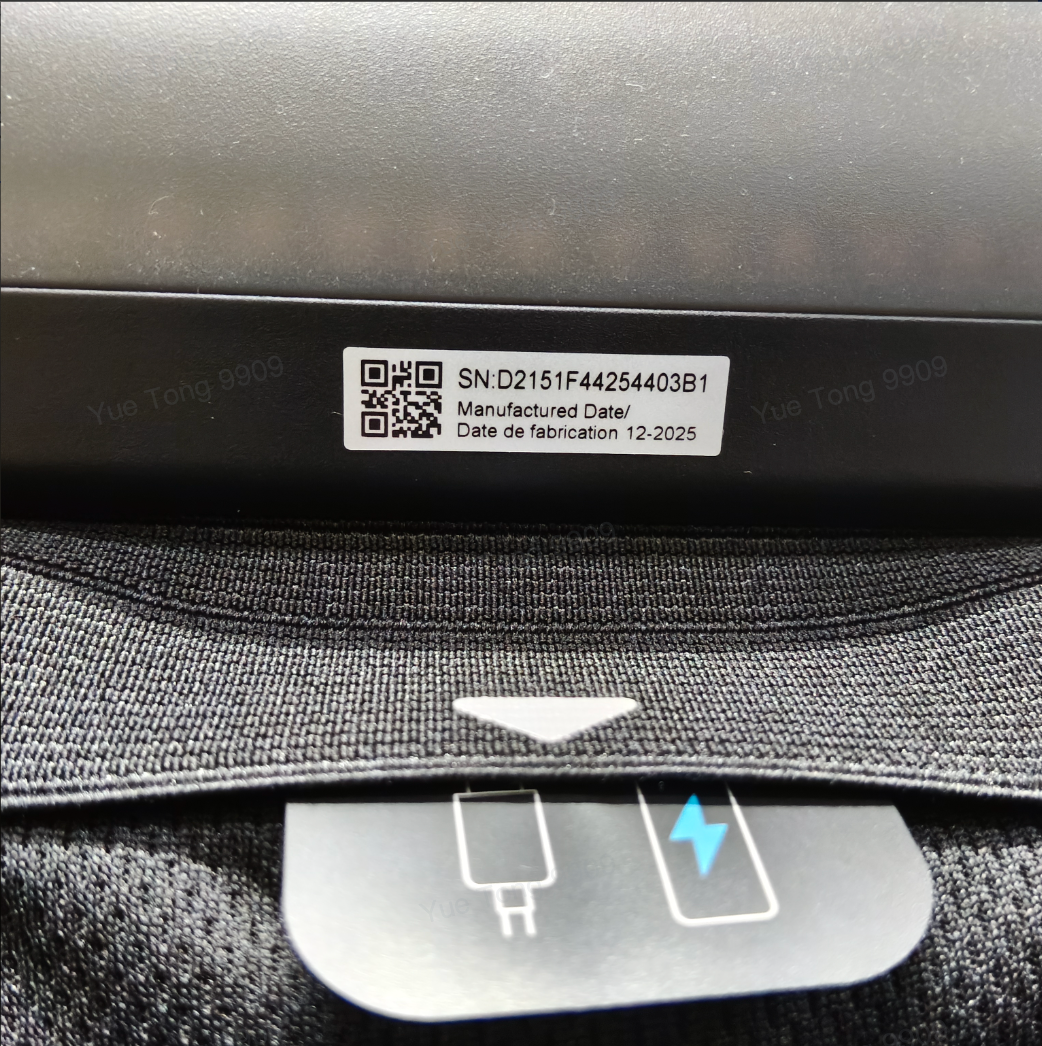 SN:D2151F44254403B1
Manufactured Date/
Date de fabrication 12-2025
Yue Tong 9909
Yue Tong 9909